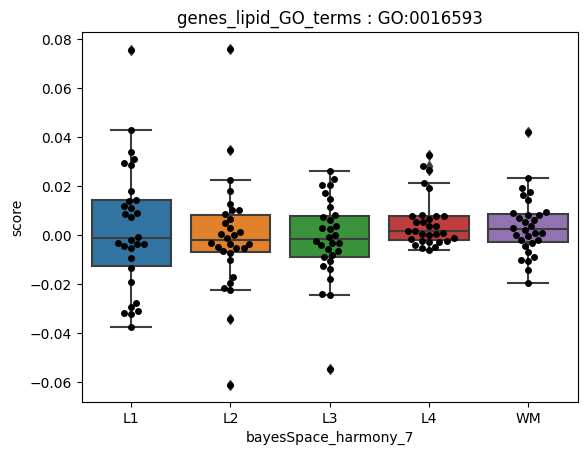 genes_lipid_GO_terms : GO:0016593
score
0.08
0.06
0.04
0.02
0.00
−0.02
−0.04
−0.06
L1 L2 L3 L4 WM
bayesSpace_harmony_7